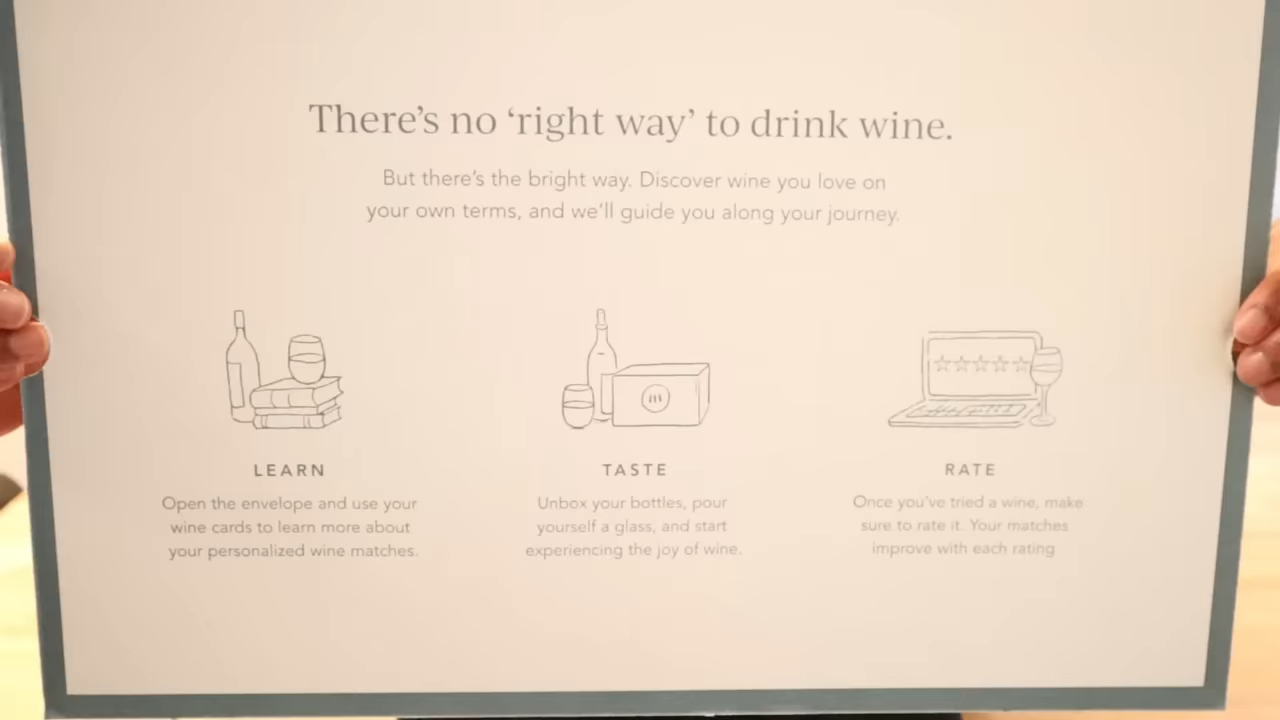 There's no ‘right way’ to drink wine.
But there's the bright way. Discover wine you love on
your own terms, and we'll guide you along your journey.
LEARN
Open the envelope and use your
wine cards to learn more about
your personalized wine matches.
TASTE
Unbox your bottles, pour
yourself a glass, and start
experiencing the joy of wine.
RATE
Once you've tried a wine, make
sure to rate it. Your matches
improve with each rating